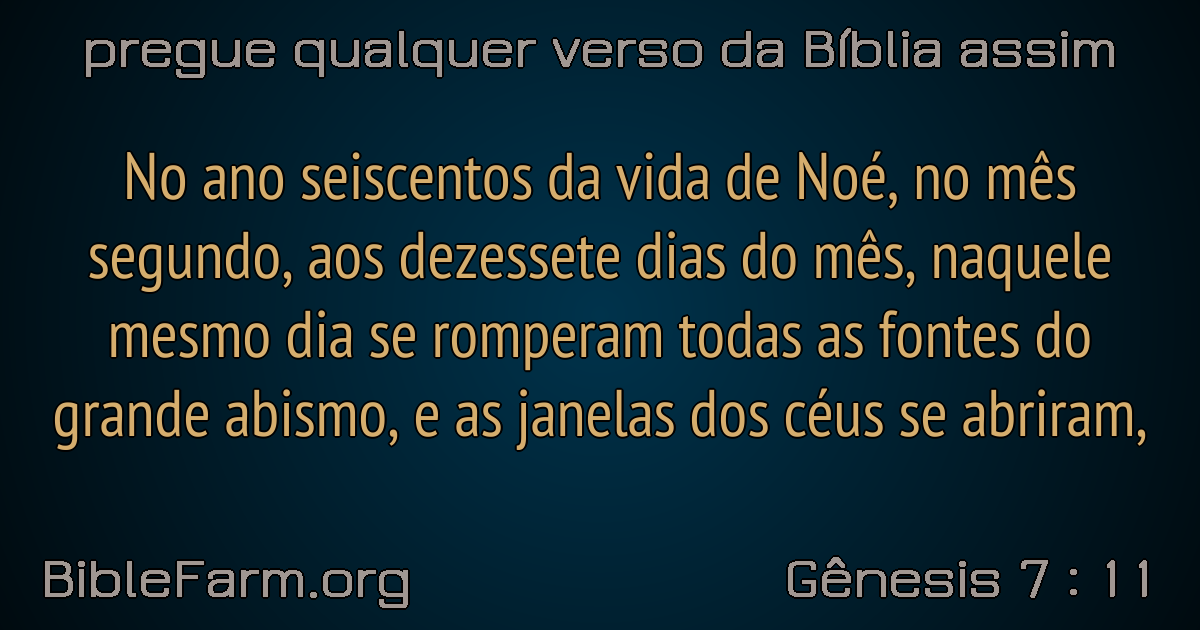 pregue qualquer verso da Bíblia assim
No ano seiscentos da vida de Noé, no mês
segundo, aos dezessete dias do mês, naquele
mesmo dia se romperam todas as fontes do
grande abismo, e as janelas dos céus se abriram,
BibleFarm.org
Gênesis 7 : 11